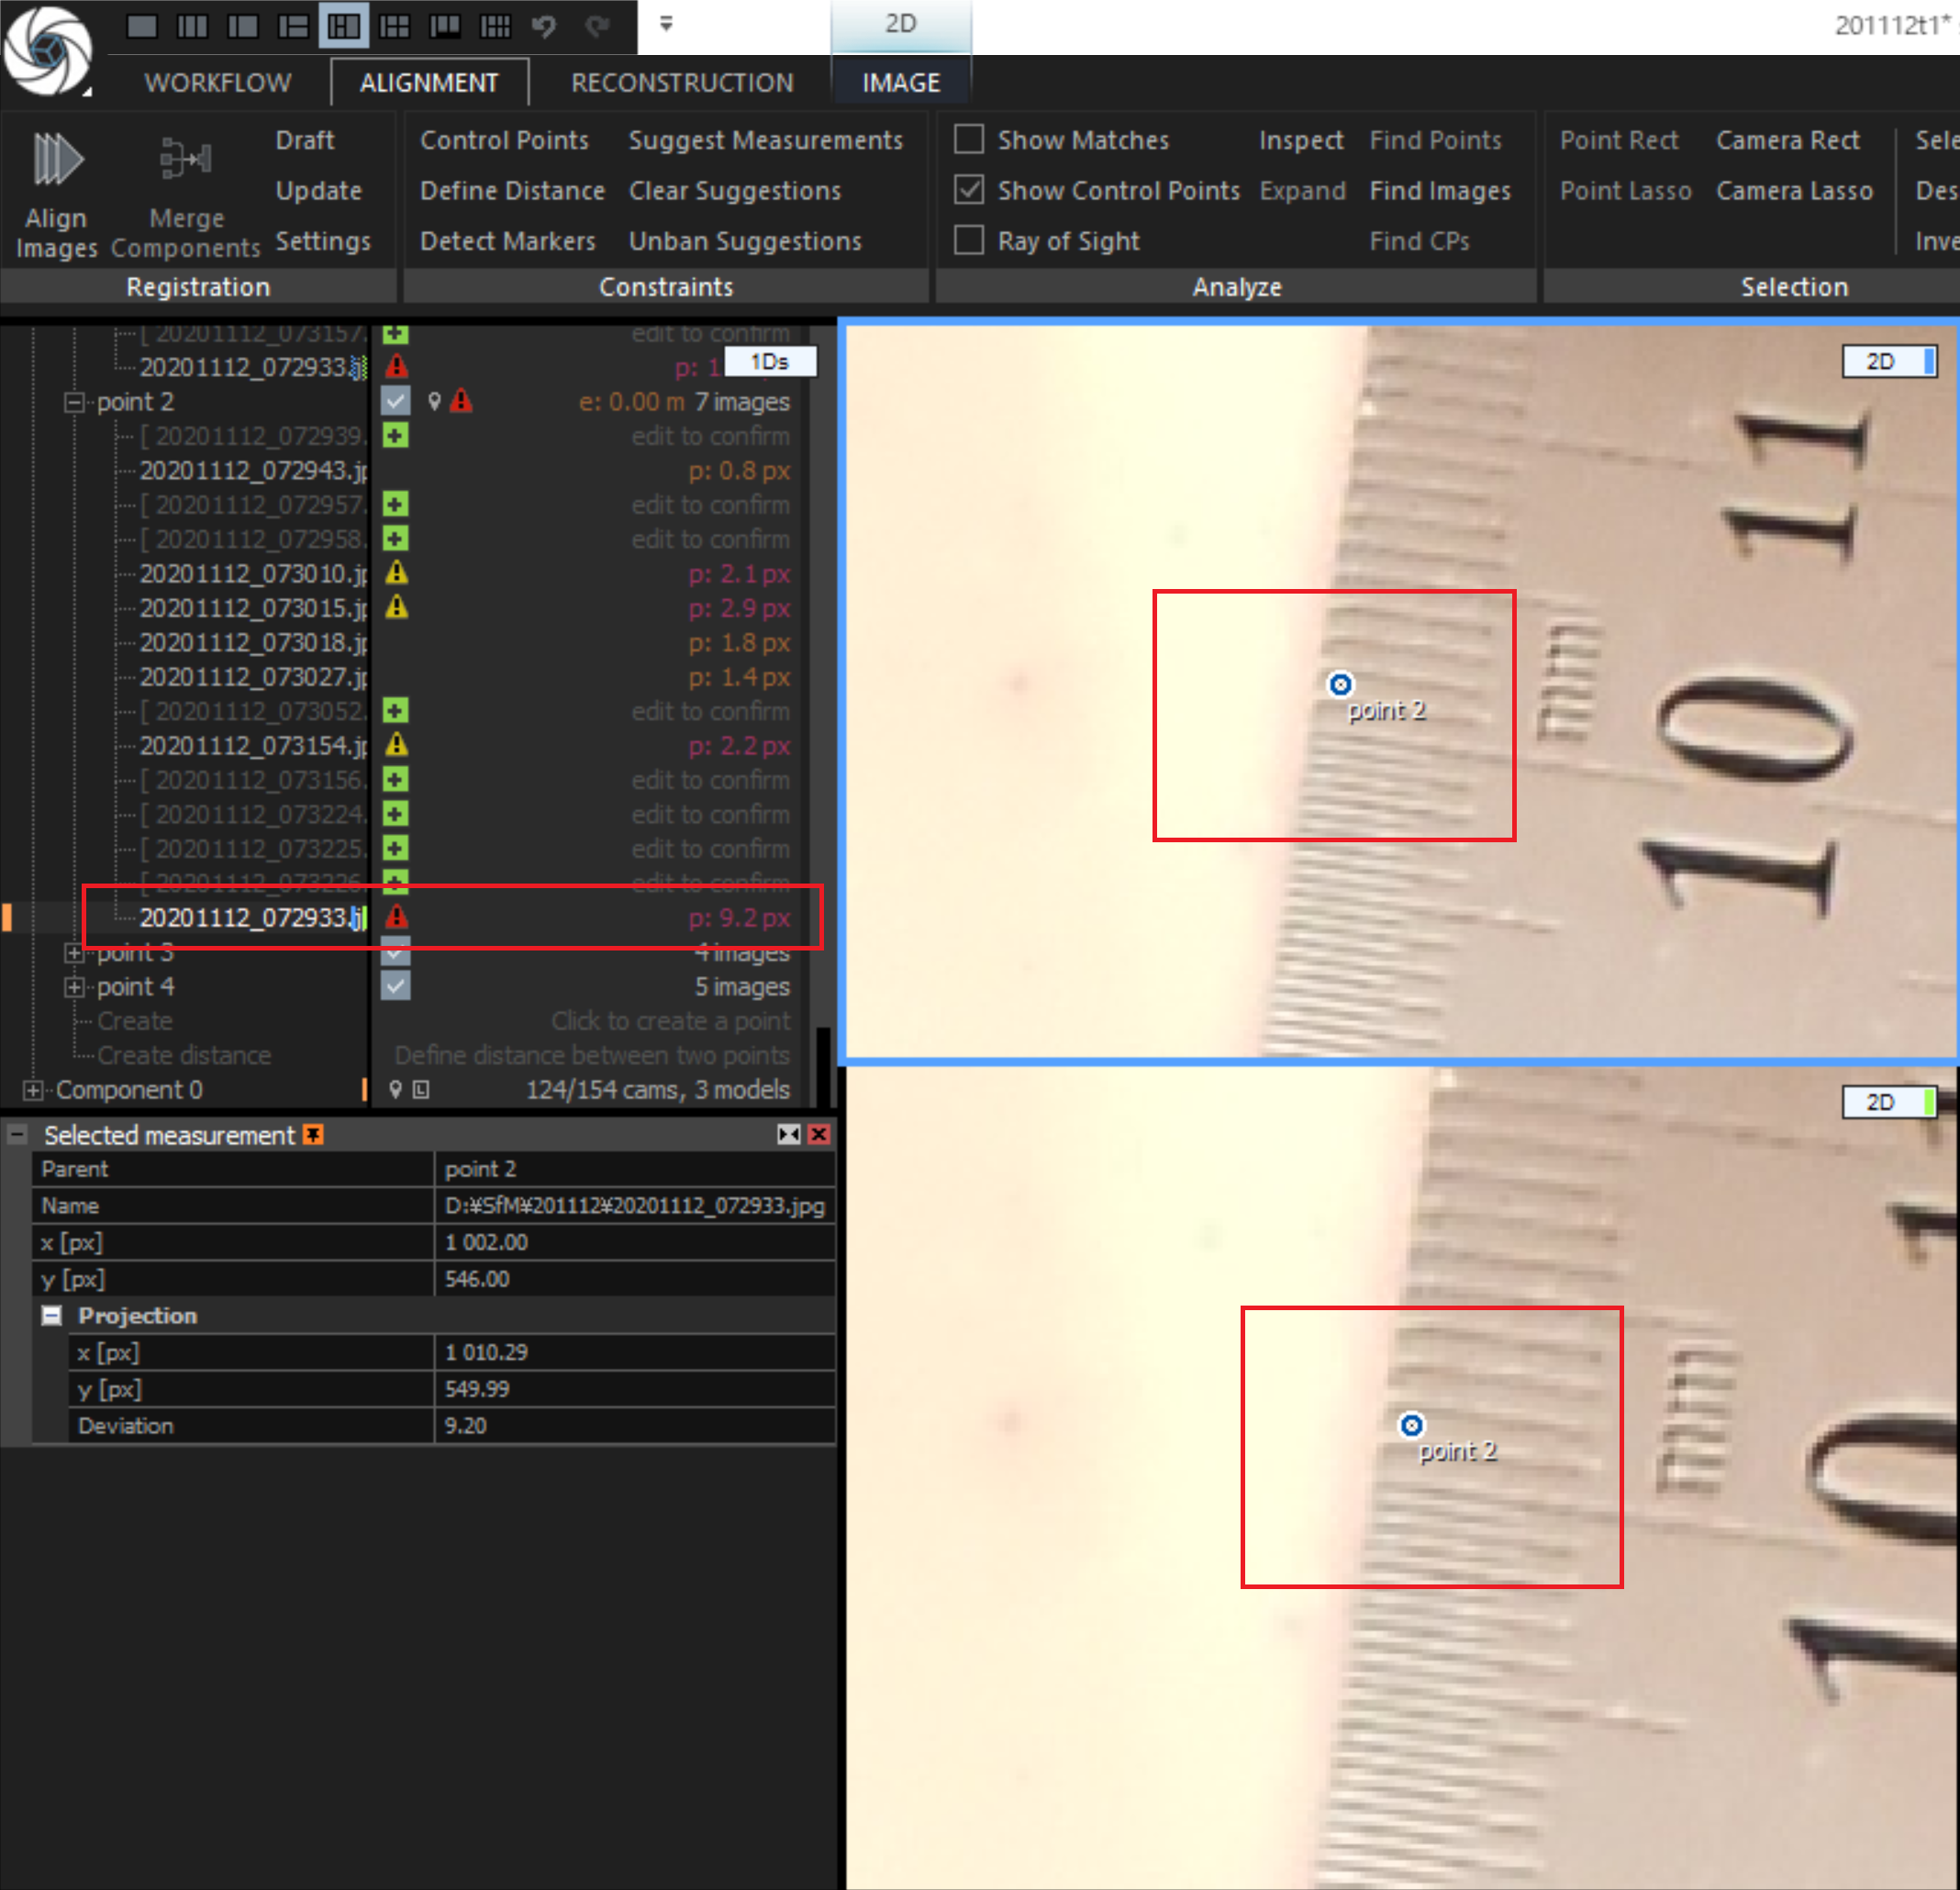 2D
201112t1*
WORKFLOW ALIGNMENT RECONSTRUCTION IMAGE
Align Images
Merge Components
Draft
Update
Settings
Registration
Control Points Suggest Measurements
Define Distance Clear Suggestions
Detect Markers Unban Suggestions
Constraints
Show Matches Inspect Find Points
Show Control Points Expand Find Images
Ray of Sight Find CPs
Analyze
Point Rect Camera Rect Sele
Point Lasso Camera Lasso Des
Inve
Selection
[ 20201112_073157. edit to confirm
20201112_072933.j p: 1
1Ds
point 2 e: 0.00 m 7 images
[ 20201112_072939. edit to confirm
20201112_072943.jp p: 0.8 px
[ 20201112_072957. edit to confirm
[ 20201112_072958. edit to confirm
20201112_073010.jp p: 2.1 px
20201112_073015.jp p: 2.9 px
20201112_073018.jp p: 1.8 px
20201112_073027.jp p: 1.4 px
[ 20201112_073052. edit to confirm
20201112_073154.jp p: 2.2 px
[ 20201112_073156. edit to confirm
[ 20201112_073224. edit to confirm
[ 20201112_073225. edit to confirm
[ 20201112_073226. edit to confirm
20201112_072933.j p: 9.2 px
point 3 4 images
point 4 5 images
Create Click to create a point
Create distance Define distance between two points
Component 0 124/154 cams, 3 models
Selected measurement
Parent point 2
Name D:¥SfM¥201112¥20201112_072933.jpg
x [px] 1 002.00
y [px] 546.00
Projection
x [px] 1 010.29
y [px] 549.99
Deviation 9.20
2D
11
mm
point 2
10
2D
mm
point 2
10